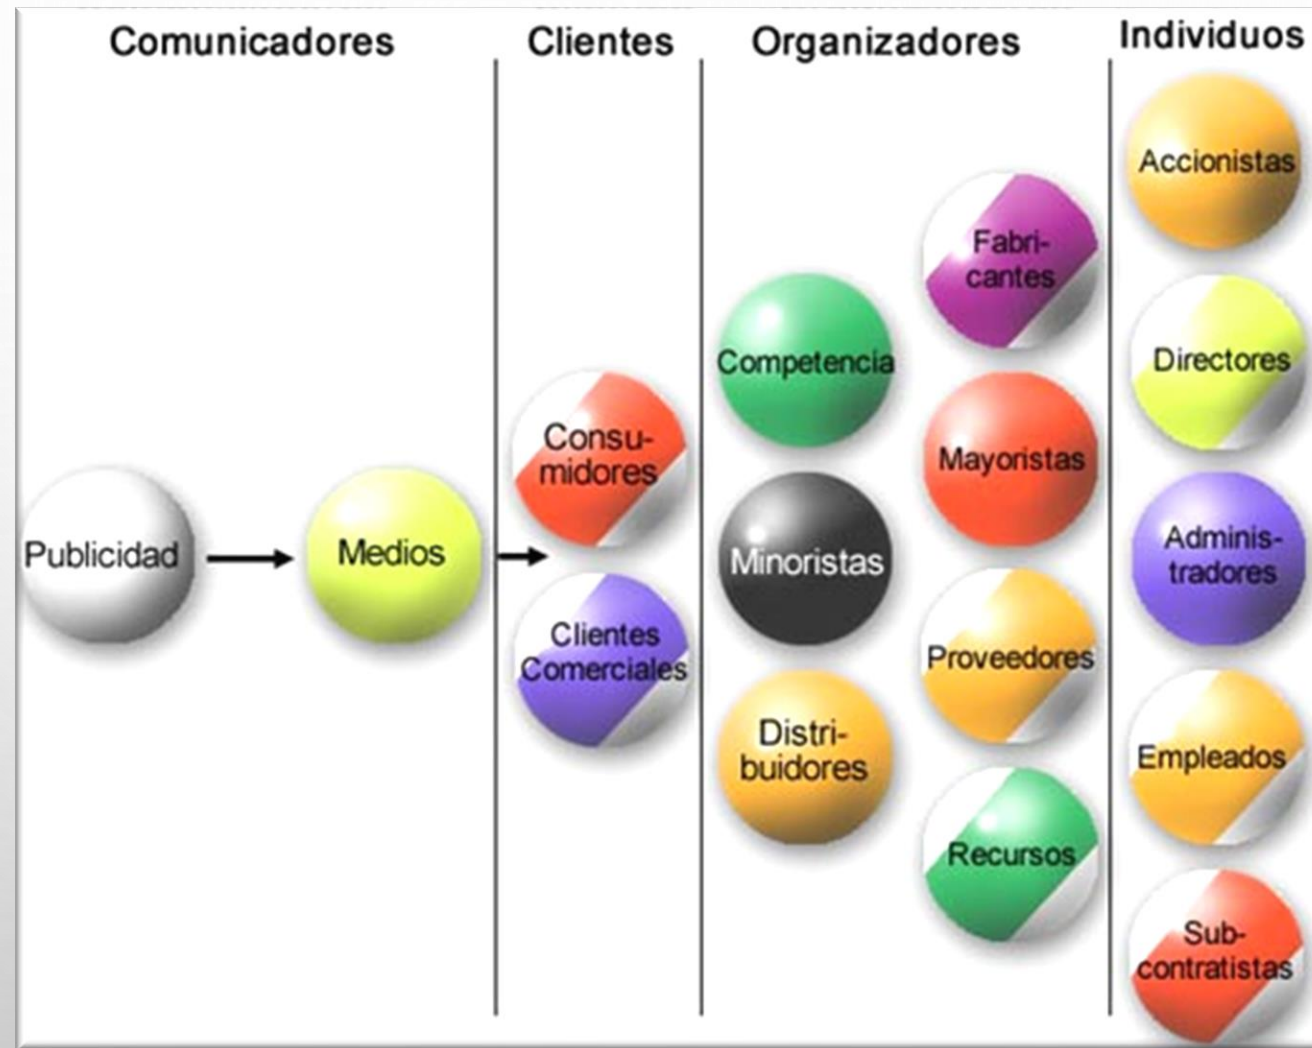 Comunicadores
Clientes
Organizadores
Individuos
Publicidad
Medios
Consu-
midores
Clientes
Comerciales
Competencia
Minoristas
Distri-
buidores
Fabri-
cantes
Mayoristas
Proveedores
Recursos
Accionistas
Directores
Adminis-
tradores
Empleados
Sub-
contratistas